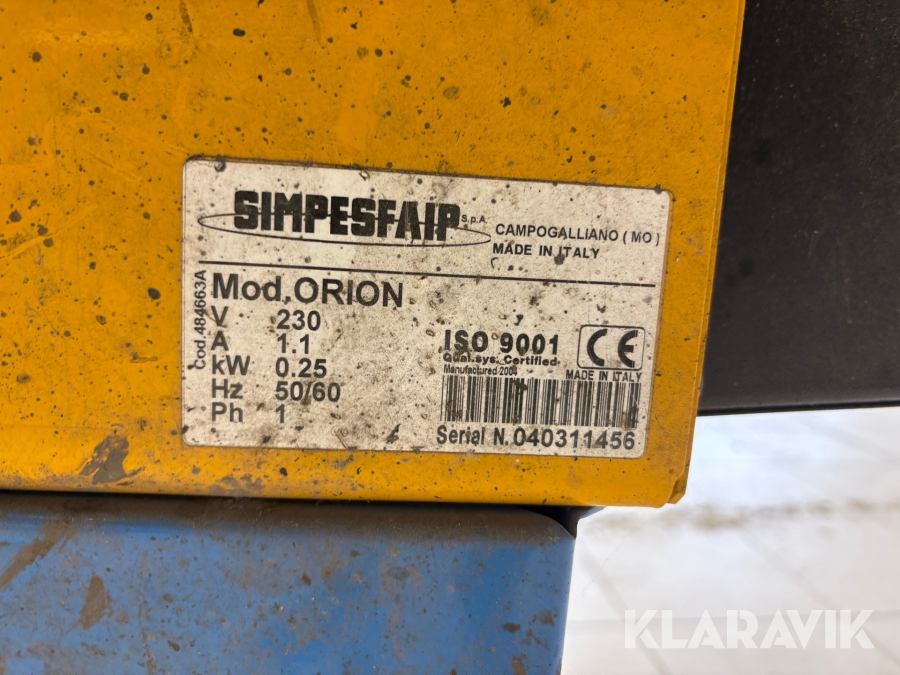 SIMPESFAIP S.p.A.
CAMPOGALLIANO ( MO )
MADE IN ITALY
Cod.484663A
Mod.ORION
V 230
A 1.1
kW 0.25
Hz 50/60
Ph 1
ISO 9001
Qual.sys. Certified
Manufactured 2004
CE
MADE IN ITALY
Serial N.040311456
KLARAVIK